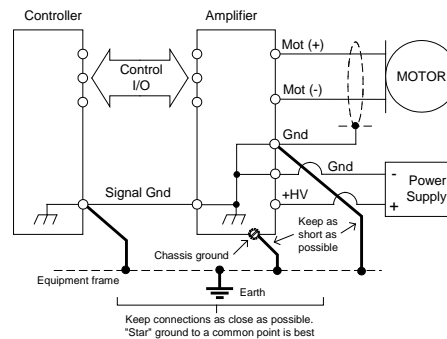 Controller
Amplifier
Mot (+)
Control
I/O
MOTOR
Mot (-)
Gnd
Gnd
-
Power
Supply
Signal Gnd
+HV
+
Keep as
short as
possible
Chassis ground
Equipment frame
Earth
Keep connections as close as possible.
"Star" ground to a common point is best